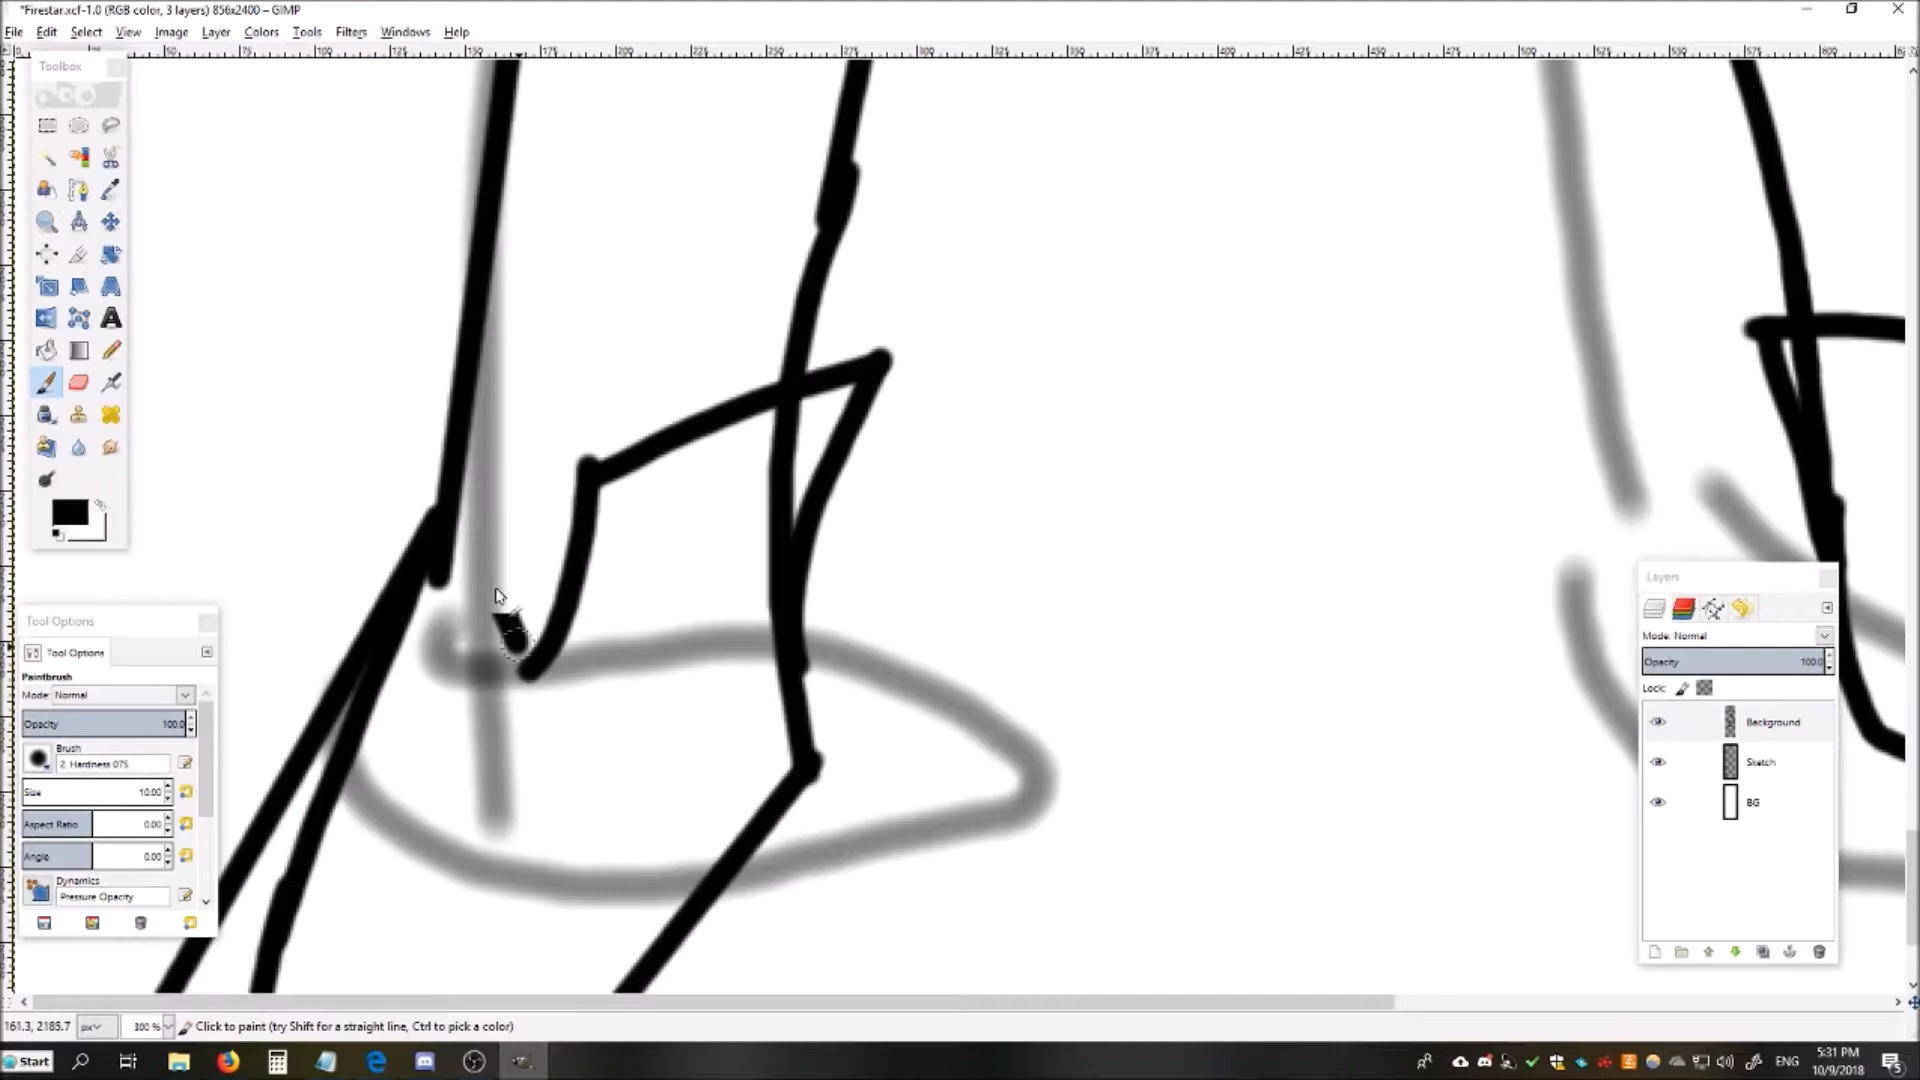 *Firestar.xcf-1.0 (RGB color, 3 layers) 856x2400 – GIMP
File Edit Select View Image Layer Colors Tools Filters Windows Help
Toolbox
Tool Options
Tool Options
Paintbrush
Mode: Normal
Opacity 100.0
Brush
2. Hardness 075
Size 10.00
Aspect Ratio 0.00
Angle 0.00
Dynamics
Pressure Opacity
Layers
Mode: Normal
Opacity 100.0
Lock:
Background
Sketch
BG
161.3, 2185.7 px 300 % Click to paint (try Shift for a straight line, Ctrl to pick a color)
Start
ENG
5:31 PM
10/9/2018
5